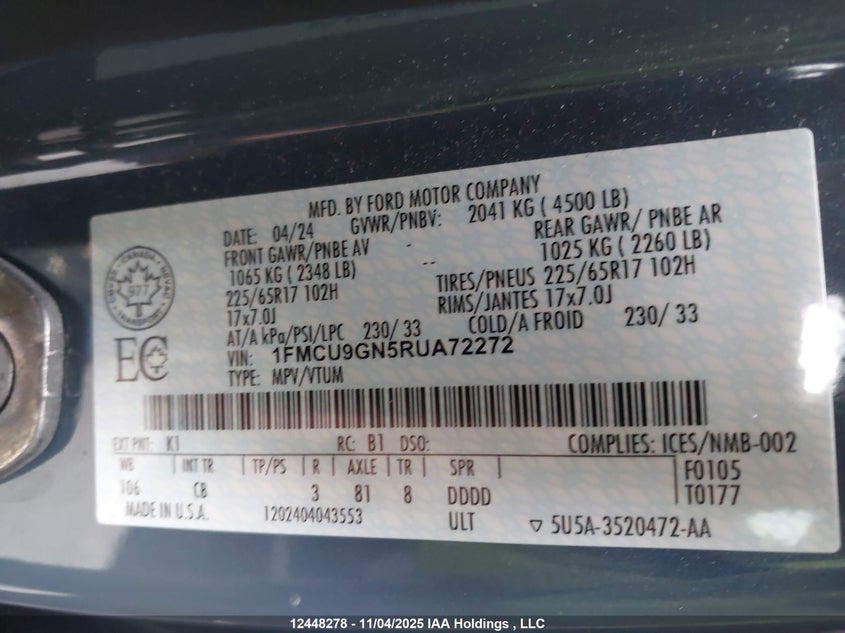 MFD. BY FORD MOTOR COMPANY
DATE: 04/24 GVWR/PNBV: 2041 KG ( 4500 LB)
FRONT GAWR/PNBE AV - REAR GAWR/ PNBE AR
1065 KG ( 2348 LB) -- 1025 KG ( 2260 LB)
225/65R17 102H TIRES/PNEUS 225/65R17 102H
17x7.0J RIMS/JANTES 17x7.0J
AT/A kPa/PSI/LPC 230/ 33 COLD/A FROID 230/ 33
VIN: 1FMCU9GN5RUA72272
TYPE: MPV/VTUM
CANADA
977
EC
EXT PNT: K1 RC: B1 DSO: COMPLIES: ICES/NMB-002
WB INT TR TP/PS R AXLE TR SPR F0105
106 CB 3 81 8 DDDD T0177
MADE IN U.S.A. 1202404043553 ULT ▽ 5U5A-3520472-AA
12448278 - 11/04/2025 IAA Holdings , LLC